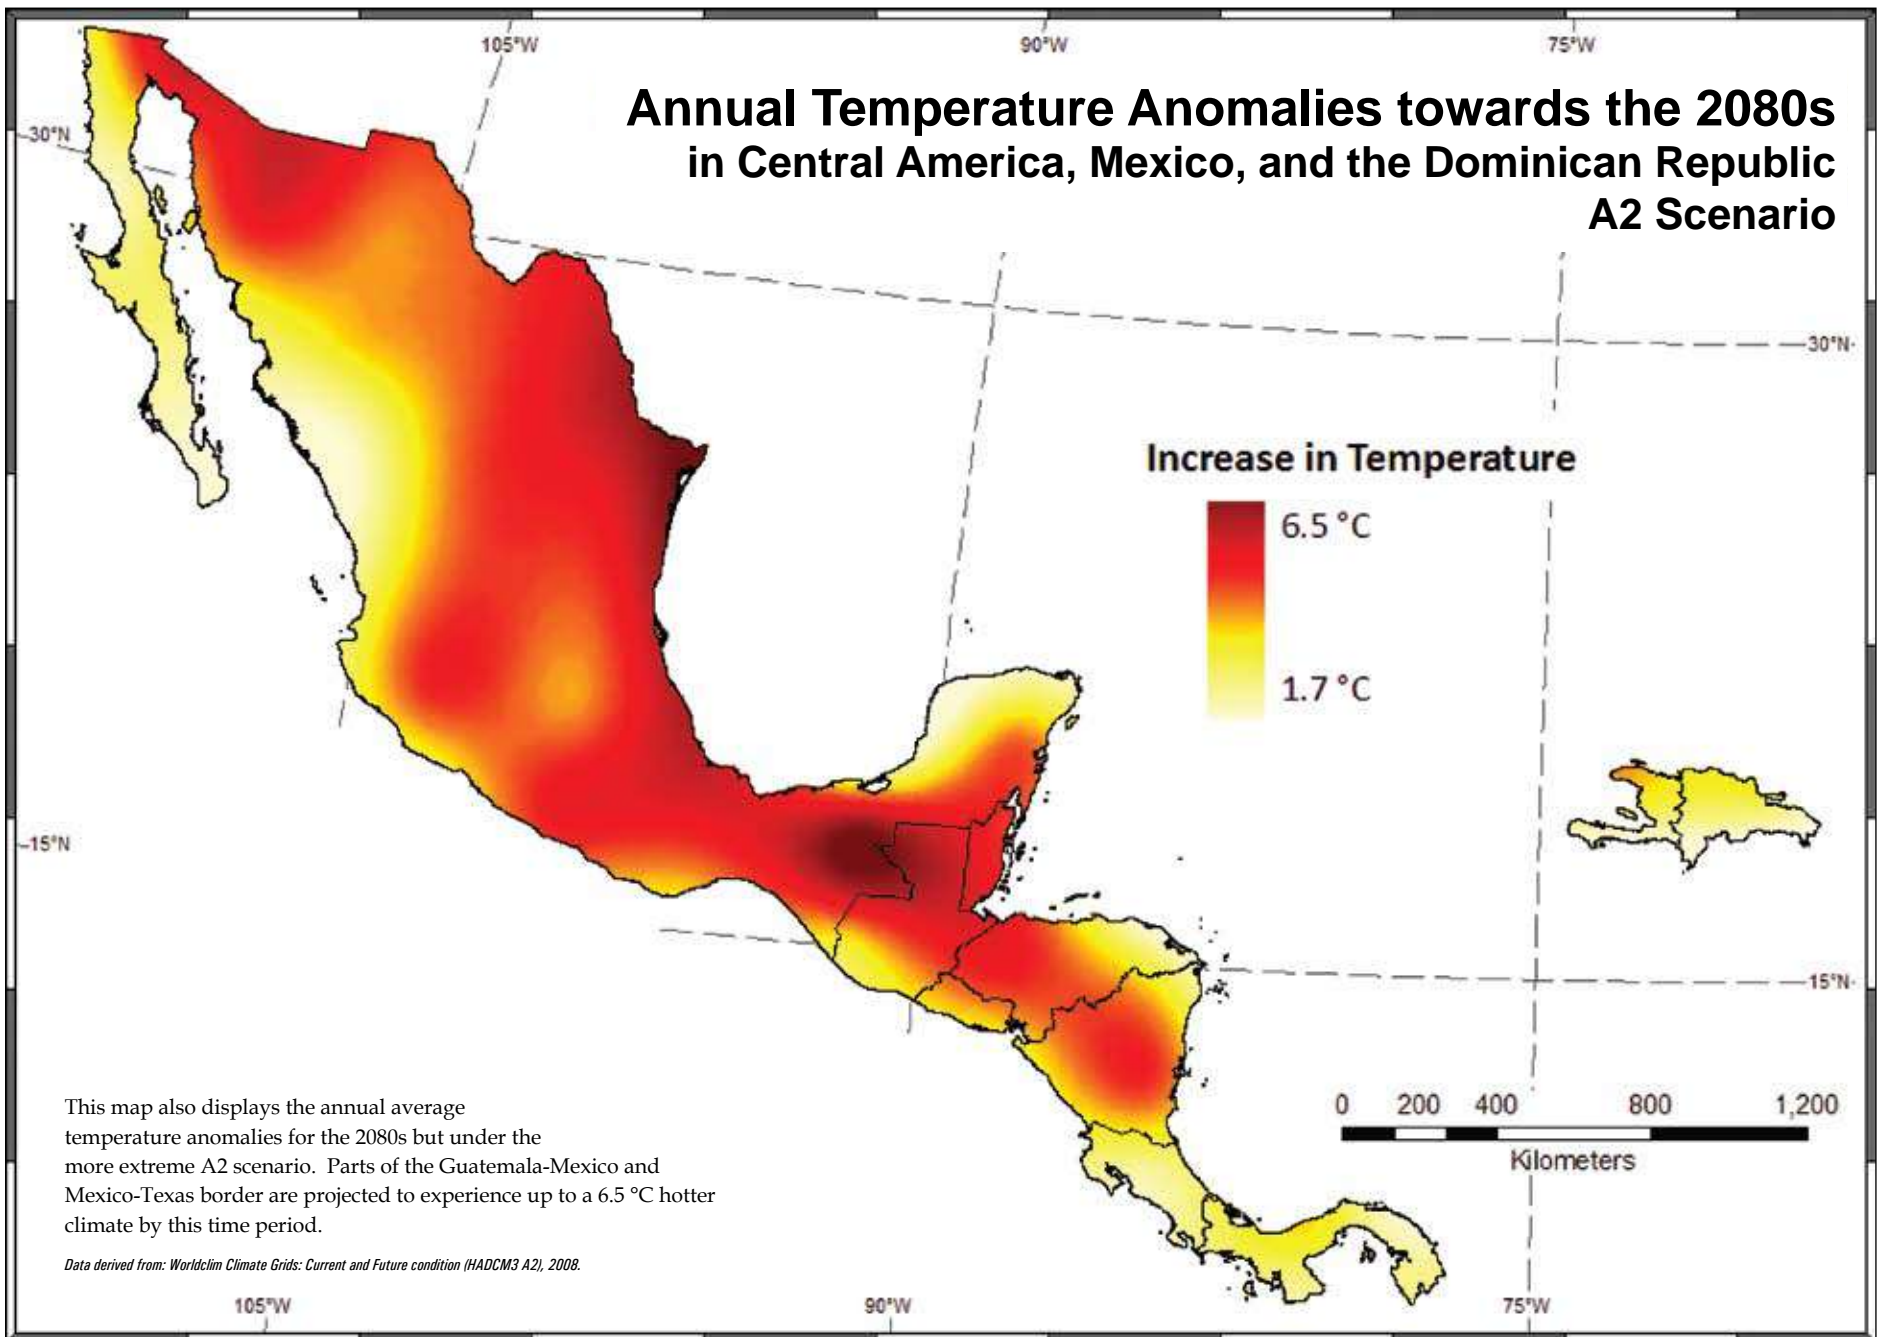 105°W
90°W
75°W
Annual Temperature Anomalies towards the 2080s
in Central America, Mexico, and the Dominican Republic
A2 Scenario
30°N
30°N
Increase in Temperature
6.5 °C
1.7 °C
15°N
15°N
0 200 400 800 1,200
Kilometers
This map also displays the annual average
temperature anomalies for the 2080s but under the
more extreme A2 scenario. Parts of the Guatemala-Mexico and
Mexico-Texas border are projected to experience up to a 6.5 °C hotter
climate by this time period.
Data derived from: Worldclim Climate Grids: Current and Future condition (HADCM3 A2), 2008.
105°W
90°W
75°W